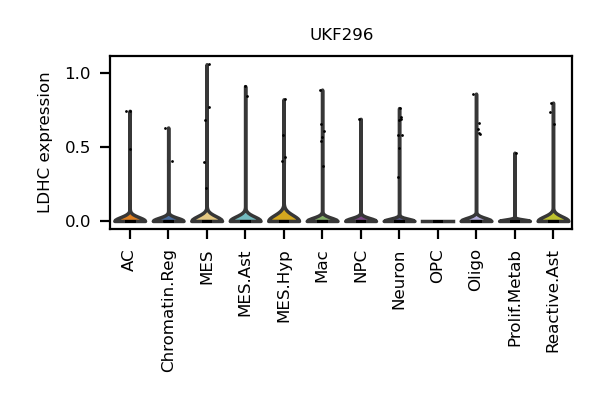 UKF296
LDHC expression
1.0
0.5
0.0
AC
Chromatin.Reg
MES
MES.Ast
MES.Hyp
Mac
NPC
Neuron
OPC
Oligo
Prolif.Metab
Reactive.Ast